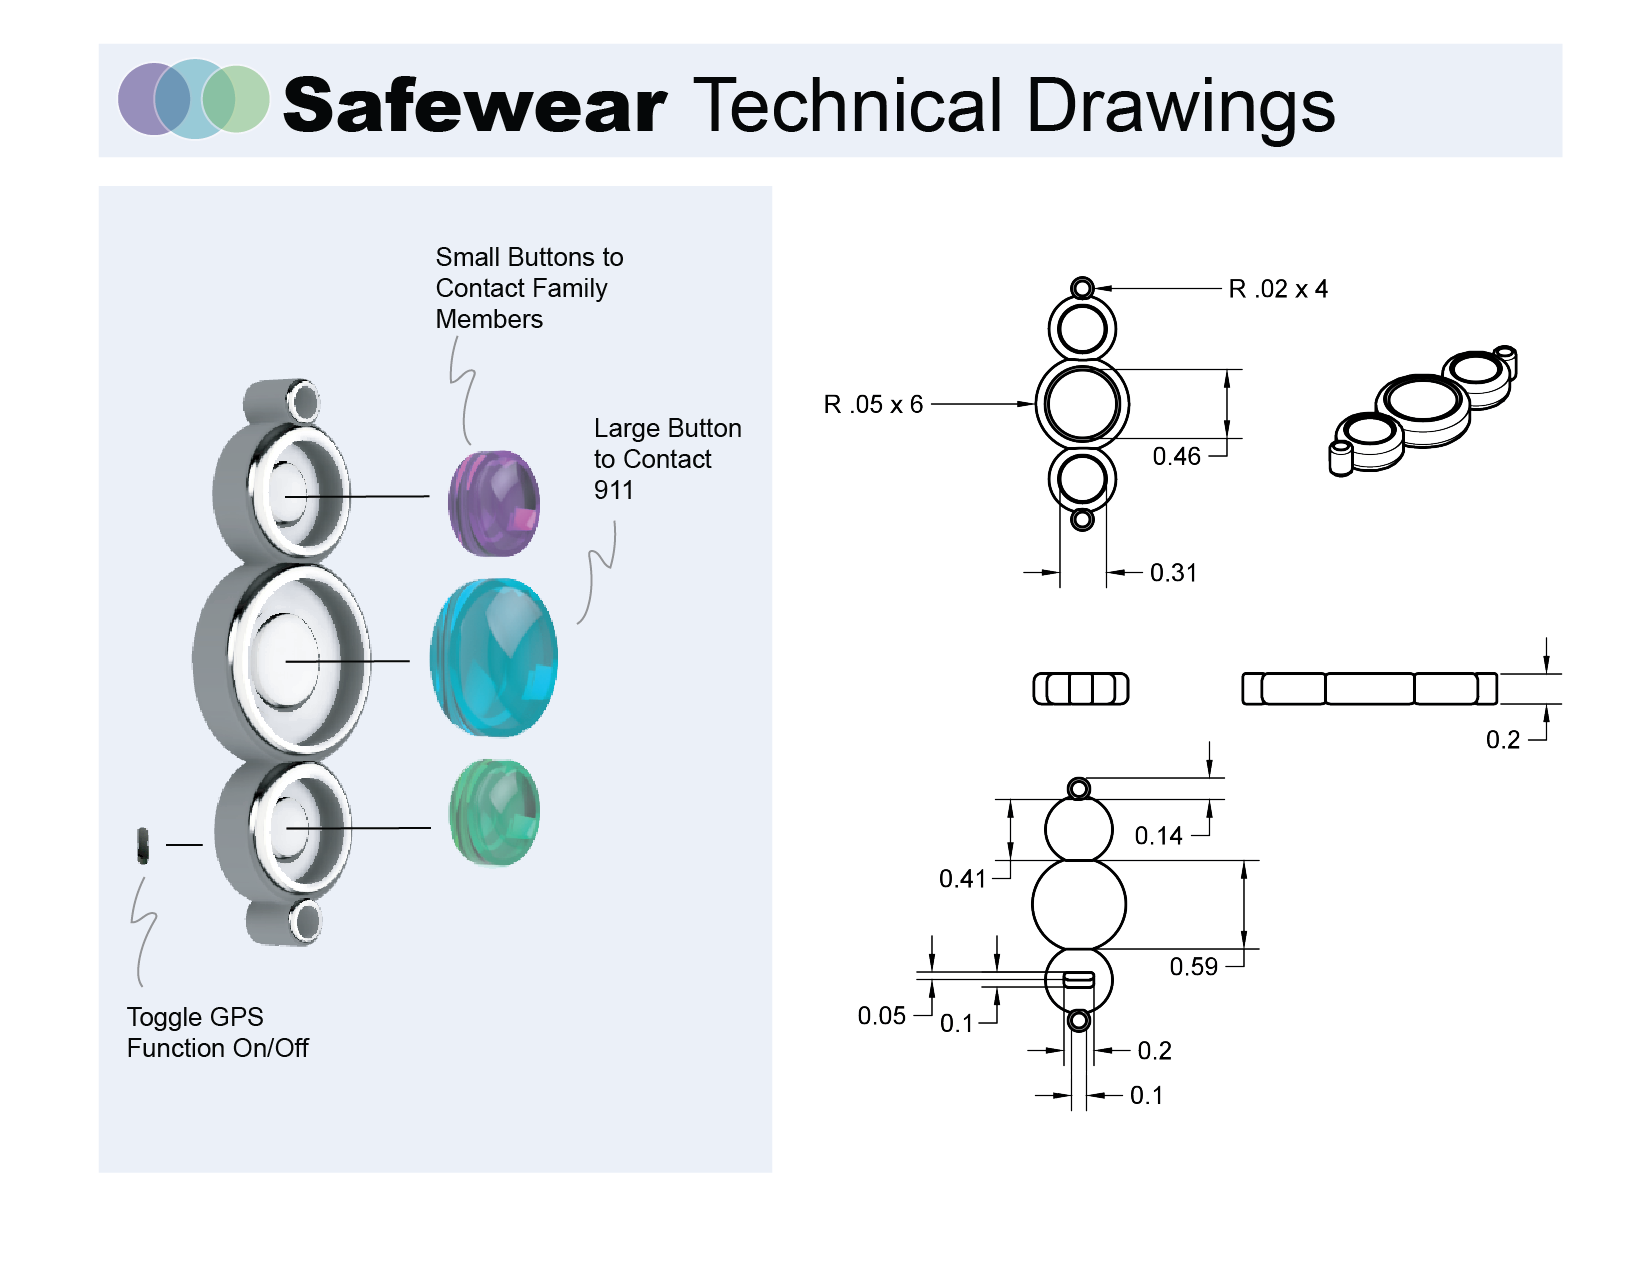 Safewear Technical Drawings
Small Buttons to
Contact Family
Members
Large Button
to Contact
911
Toggle GPS
Function On/Off
R .02 x 4
R .05 x 6
0.46
0.31
0.2
0.14
0.41
0.59
0.05
0.1
0.2
0.1